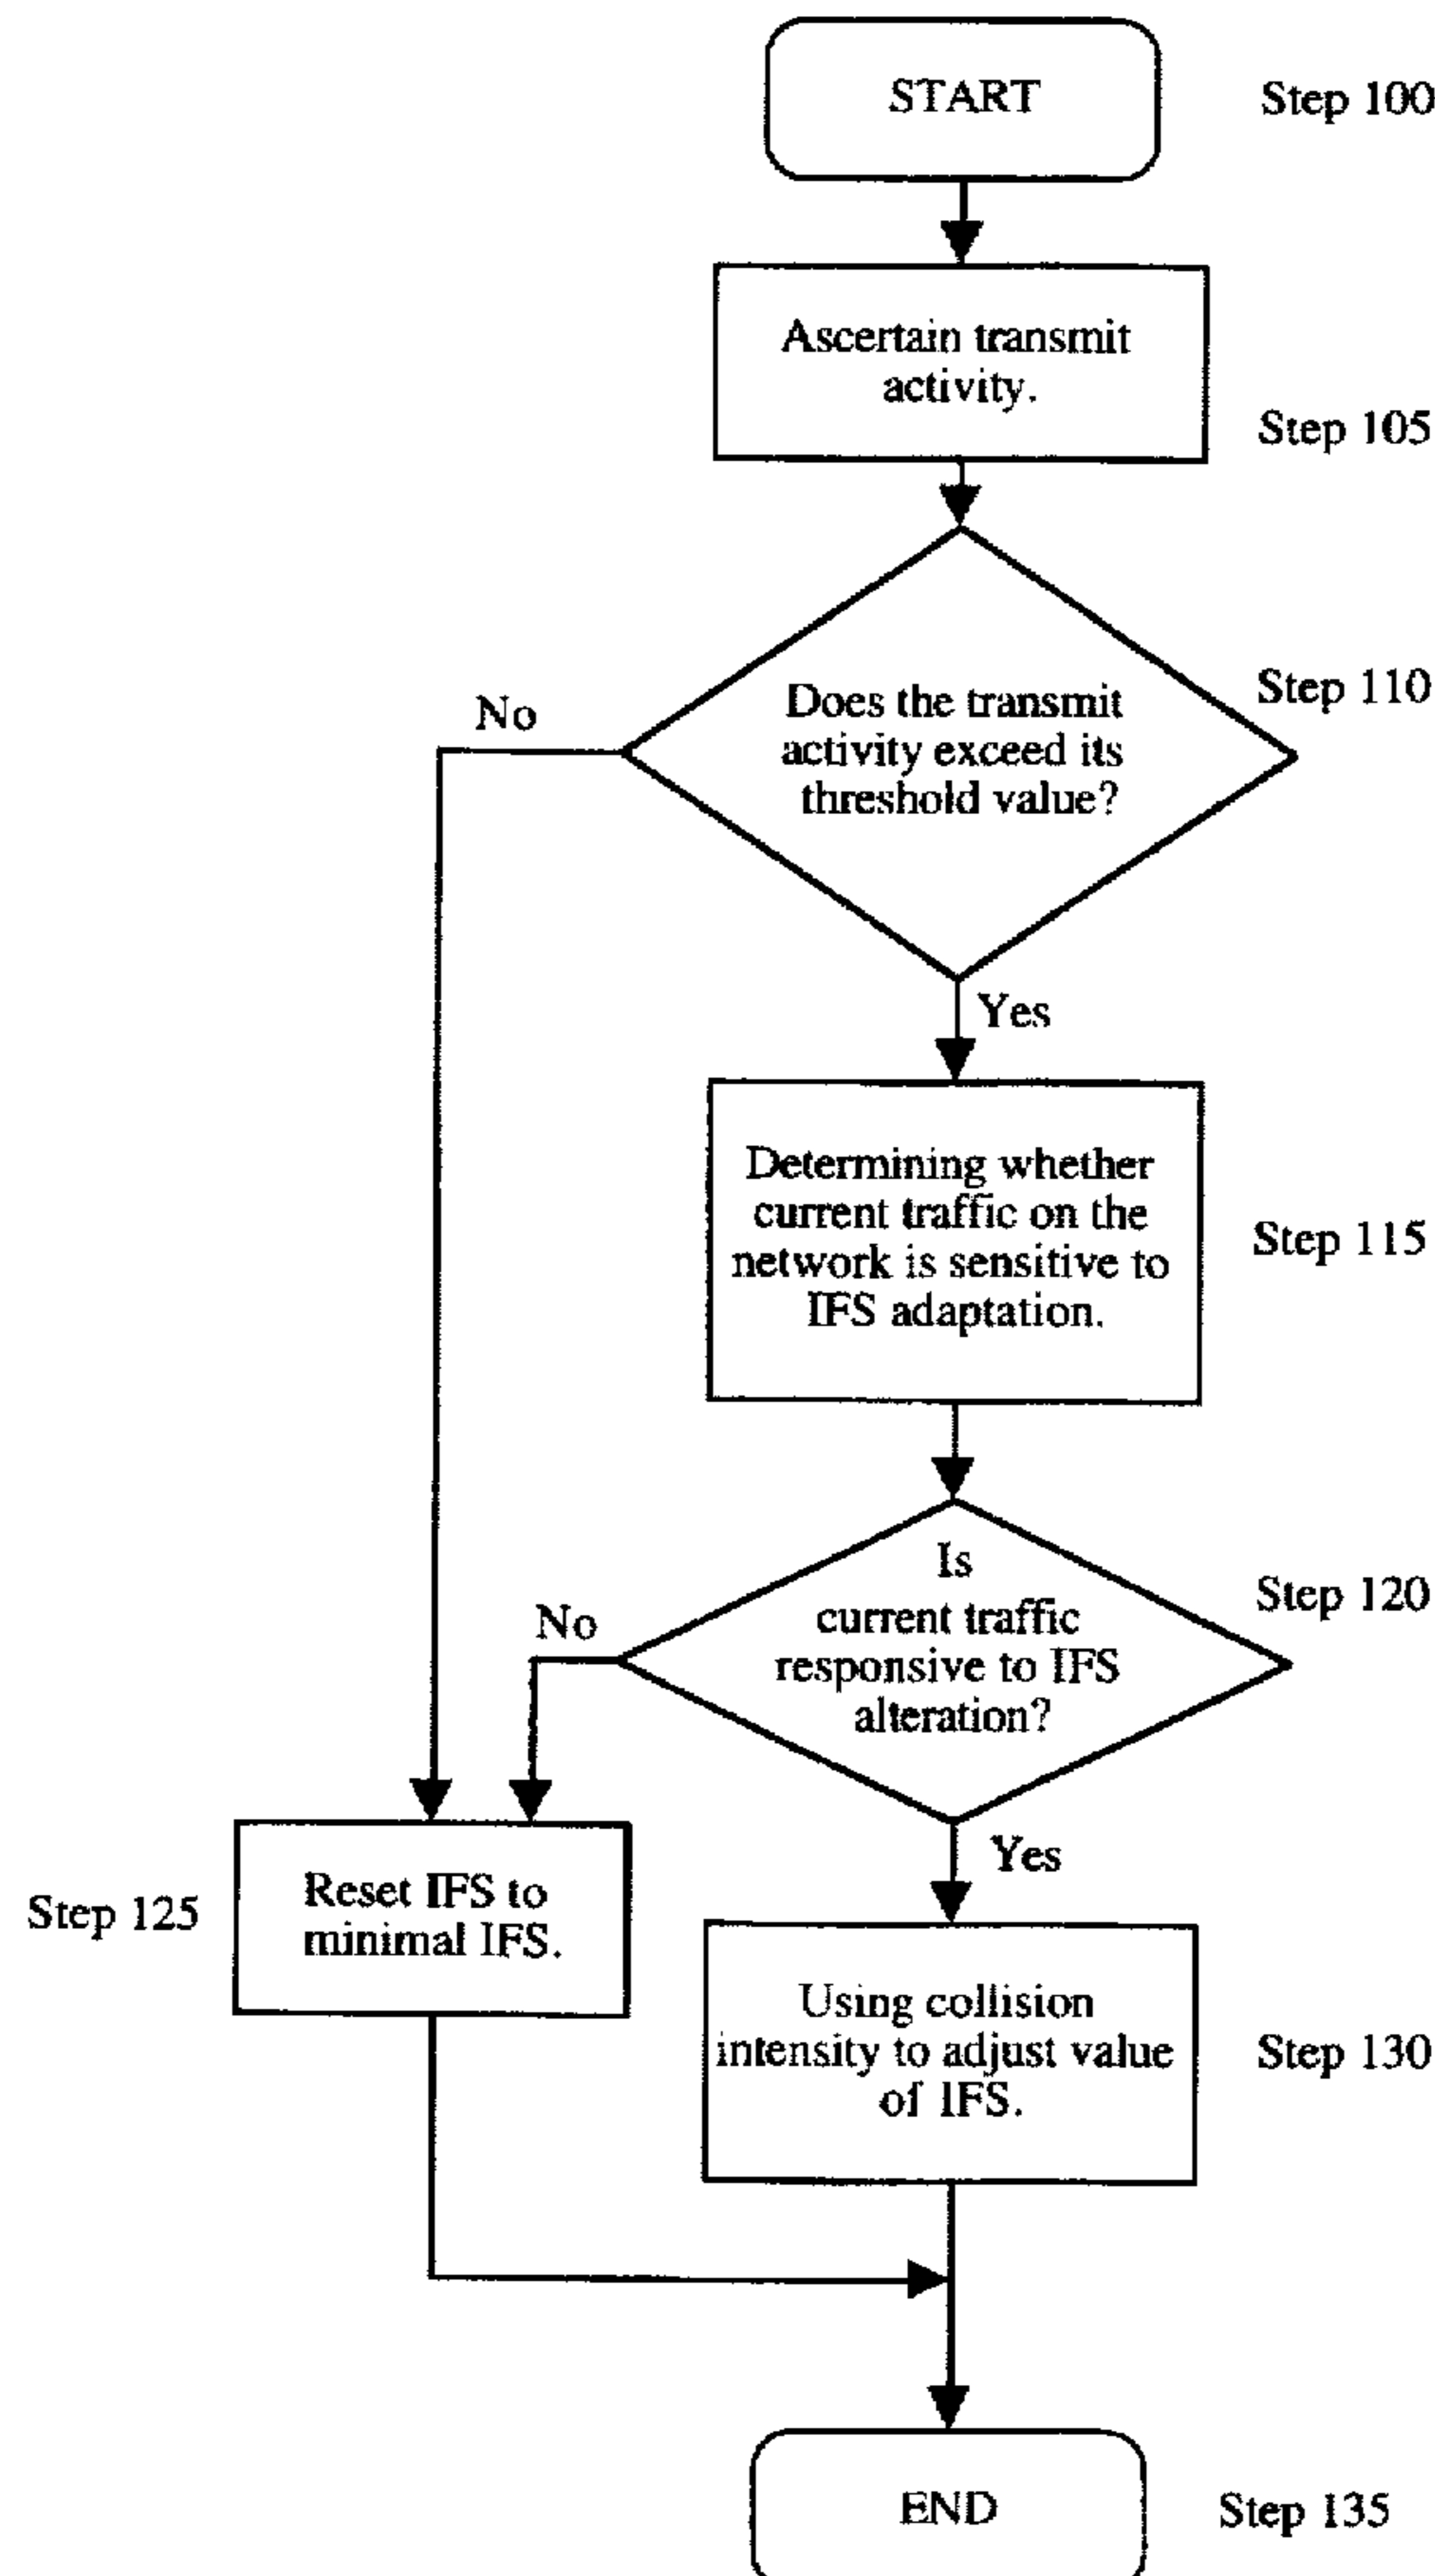 START
Step 100
Ascertain transmit
activity.
Step 105
Does the transmit
activity exceed its
threshold value?
Step 110
No
Yes
Determining whether
current traffic on the
network is sensitive to
IFS adaptation.
Step 115
Is
current traffic
responsive to IFS
alteration?
Step 120
No
Yes
Step 125
Reset IFS to
minimal IFS.
Using collision
intensity to adjust value
of IFS.
Step 130
END
Step 135